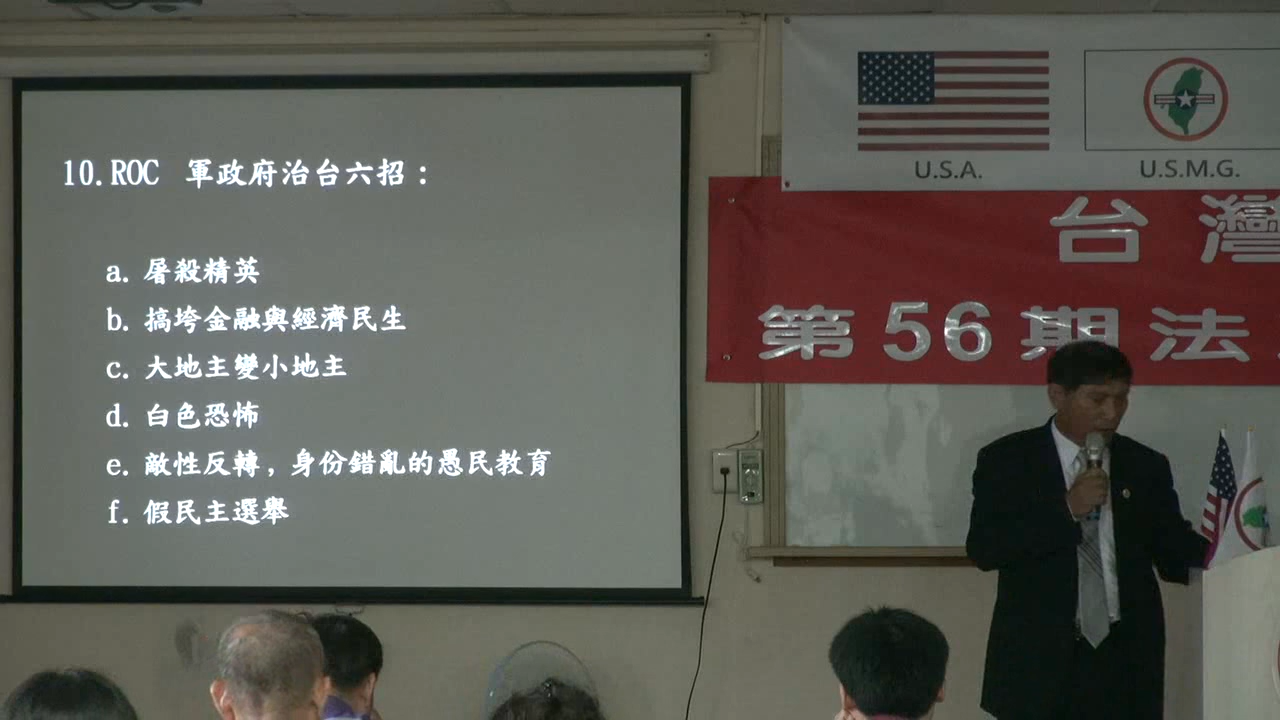 10. ROC 軍政府治台六招：
a. 屠殺精英
b. 搞垮金融與經濟民生
c. 大地主變小地主
d. 白色恐怖
e. 敵性反轉, 身份錯亂的愚民教育
f. 假民主選舉
U.S.A.
U.S.M.G.
台灣
第56期法